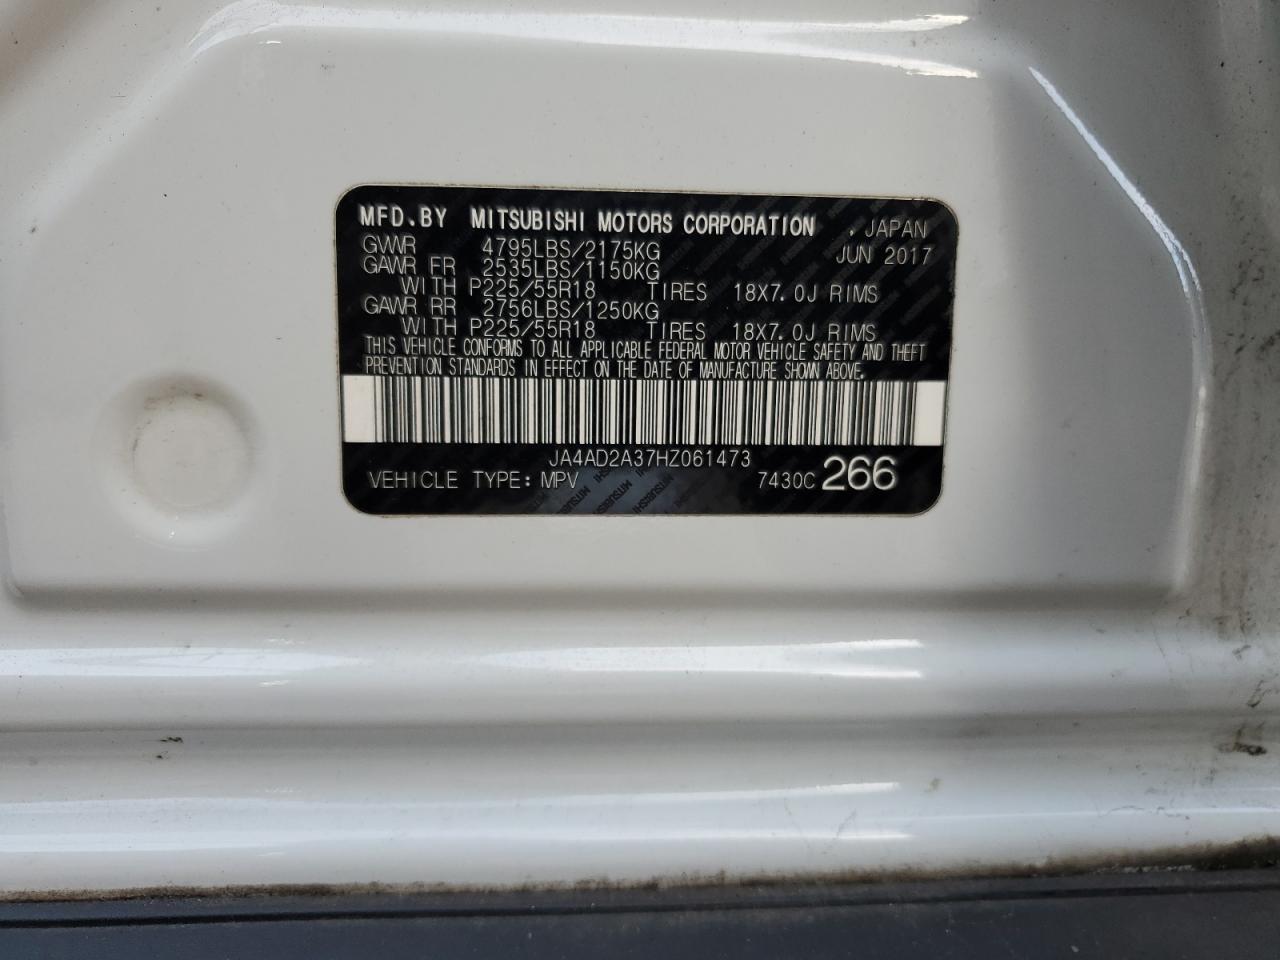 MFD.BY MITSUBISHI MOTORS CORPORATION , JAPAN
GVWR 4795LBS/2175KG JUN 2017
GAWR FR 2535LBS/1150KG
WITH P225/55R18 TIRES 18X7.0J RIMS
GAWR RR 2756LBS/1250KG
WITH P225/55R18 TIRES 18X7.0J RIMS
THIS VEHICLE CONFORMS TO ALL APPLICABLE FEDERAL MOTOR VEHICLE SAFETY AND THEFT
PREVENTION STANDARDS IN EFFECT ON THE DATE OF MANUFACTURE SHOWN ABOVE.
JA4AD2A37HZ061473
VEHICLE TYPE: MPV 7430C 266
MITSUBISHI MITSUBISHI MITSUBISHI